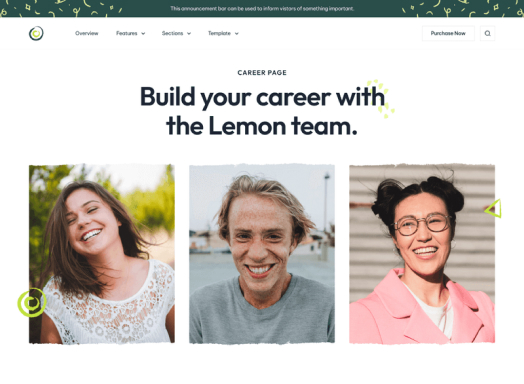 This announcement bar can be used to inform vistors of something important.
Overview
Features
Sections
Template
Purchase Now
CAREER PAGE
Build your career with
the Lemon team.